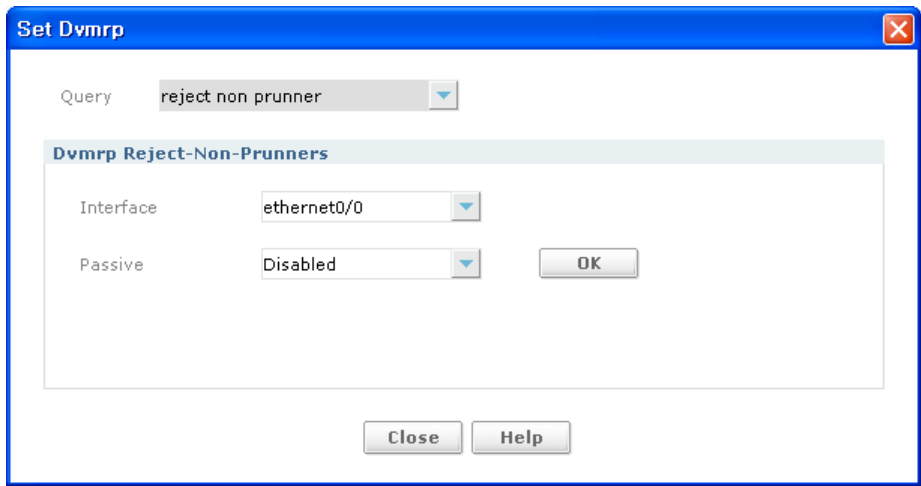 Set Dvmrp
Query reject non prunner
Dvmrp Reject-Non-Prunners
Interface ethernet0/0
Passive Disabled OK
Close Help